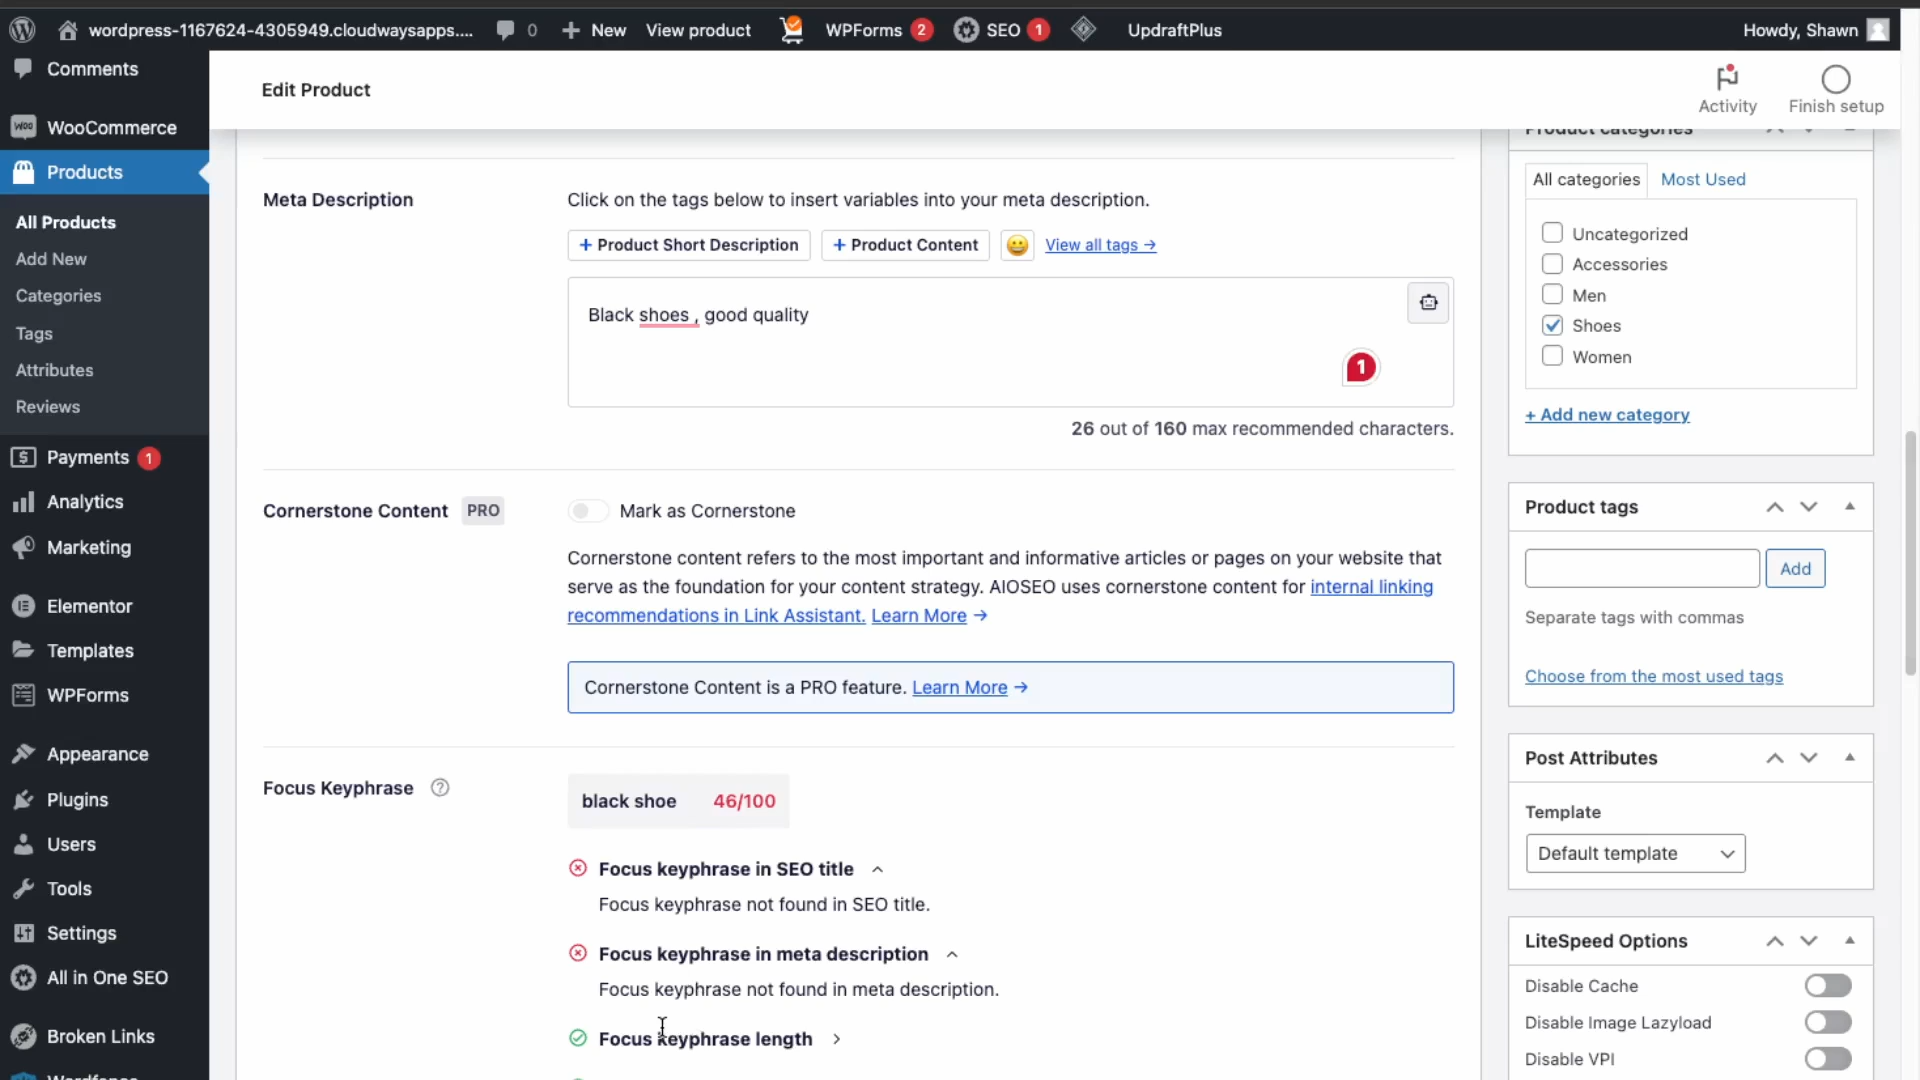 wordpress-1167624-4305949.cloudwaysapps....
0
New
View product
WPForms 2
SEO 1
UpdraftPlus
Howdy, Shawn
Comments
WooCommerce
Products
All Products
Add New
Categories
Tags
Attributes
Reviews
Payments 1
Analytics
Marketing
Elementor
Templates
WPForms
Appearance
Plugins
Users
Tools
Settings
All in One SEO
Broken Links
Wordfence
Edit Product
Activity
Finish setup
Meta Description
Click on the tags below to insert variables into your meta description.
+ Product Short Description
+ Product Content
View all tags →
Black shoes , good quality
1
26 out of 160 max recommended characters.
Cornerstone Content PRO
Mark as Cornerstone
Cornerstone content refers to the most important and informative articles or pages on your website that
serve as the foundation for your content strategy. AIOSEO uses cornerstone content for internal linking
recommendations in Link Assistant. Learn More →
Cornerstone Content is a PRO feature. Learn More →
Focus Keyphrase ?
black shoe 46/100
Focus keyphrase in SEO title
Focus keyphrase not found in SEO title.
Focus keyphrase in meta description
Focus keyphrase not found in meta description.
Focus keyphrase length
Product categories
All categories
Most Used
Uncategorized
Accessories
Men
Shoes
Women
+ Add new category
Product tags
Add
Separate tags with commas
Choose from the most used tags
Post Attributes
Template
Default template
LiteSpeed Options
Disable Cache
Disable Image Lazyload
Disable VPI